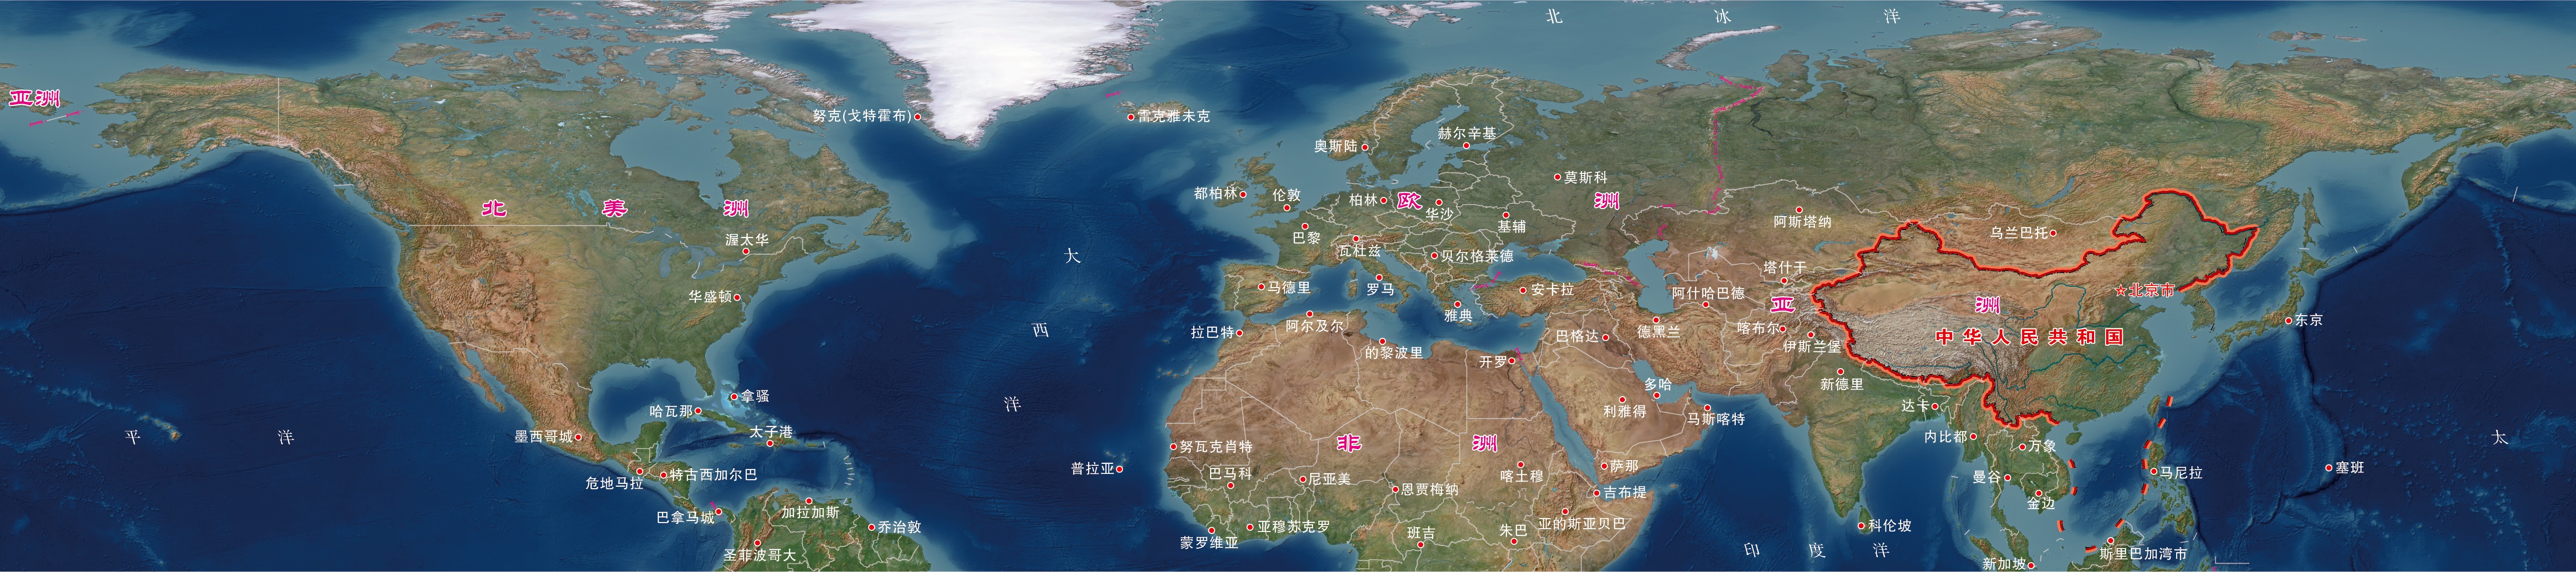 北 冰 洋
亚洲
努克(戈特霍布)
雷克雅未克
赫尔辛基
奥斯陆
莫斯科
都柏林
伦敦
柏林
欧 洲
华沙
北 美 洲
基辅
阿斯塔纳
乌兰巴托
渥太华
巴黎
瓦杜兹
贝尔格莱德
大 西 洋
塔什干
马德里
罗马
安卡拉
阿什哈巴德
北京市
华盛顿
亚 洲
雅典
阿尔及尔
拉巴特
东京
德黑兰
喀布尔
巴格达
中华人民共和国
伊斯兰堡
的黎波里
开罗
新德里
多哈
拿骚
哈瓦那
利雅得
马斯喀特
达卡
太子港
墨西哥城
平 洋
太
内比都
非 洲
努瓦克肖特
万象
普拉亚
萨那
塞班
马尼拉
特古西加尔巴
危地马拉
巴马科
尼亚美
喀土穆
曼谷
恩贾梅纳
吉布提
金边
加拉加斯
巴拿马城
乔治敦
亚穆苏克罗
亚的斯亚贝巴
科伦坡
朱巴
班吉
蒙罗维亚
印 度 洋
圣菲波哥大
斯里巴加湾市
新加坡